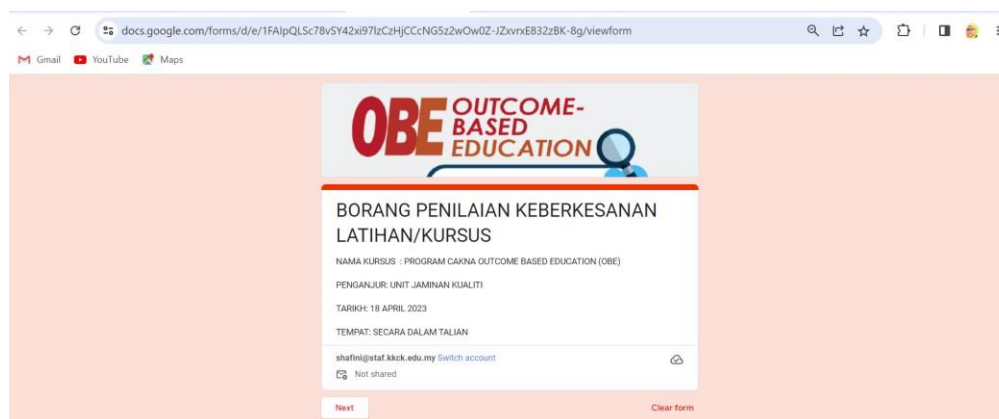 docs.google.com/forms/d/e/1FAIpQLSc78vSY42xi97lzCzHjCCcNG5z2wOw0Z-JZxvrxE832zBK-8g/viewform
Gmail YouTube Maps
OBE OUTCOME-
BASED
EDUCATION
BORANG PENILAIAN KEBERKESANAN
LATIHAN/KURSUS
NAMA KURSUS : PROGRAM CAKNA OUTCOME BASED EDUCATION (OBE)
PENGANJUR: UNIT JAMINAN KUALITI
TARIKH: 18 APRIL 2023
TEMPAT: SECARA DALAM TALIAN
shafini@staf.kkck.edu.my Switch account
Not shared
Next Clear form